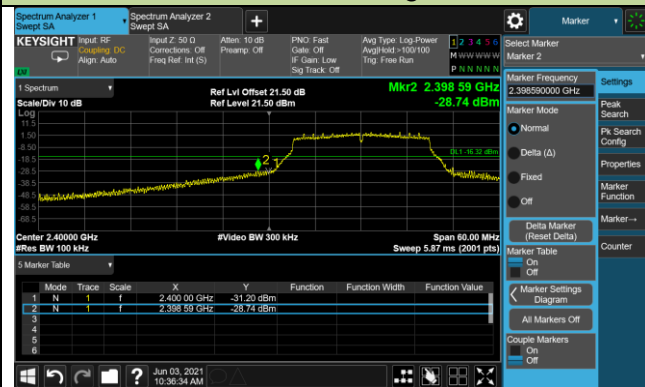 Spectrum Analyzer 1
Swept SA
Spectrum Analyzer 2
Swept SA
Marker
KEYSIGHT
Input: RF
Coupling: DC
Align: Auto
Input Z: 50 Ω
Corrections: Off
Freq Ref: Int (S)
Atten: 10 dB
Preamp: Off
PNO: Fast
Gate: Off
IF Gain: Low
Sig Track: Off
Avg Type: Log-Power
Avg|Hold:>100/100
Trig: Free Run
1 2 3 4 5 6
M W W W W W
P N N N N N
Select Marker
Marker 2
Marker Frequency
2.398590000 GHz
Marker Mode
Normal
Delta (Δ)
Fixed
Off
Delta Marker
(Reset Delta)
Marker Table
On
Off
Marker Settings
Diagram
All Markers Off
Couple Markers
On
Off
Settings
Peak
Search
Pk Search
Config
Properties
Marker
Function
Marker→
Counter
1 Spectrum
Scale/Div 10 dB
Log
Ref Lvl Offset 21.50 dB
Ref Level 21.50 dBm
Mkr2 2.398 59 GHz
-28.74 dBm
11.5
1.50
-8.50
-18.5
-28.5
-38.5
-48.5
-58.5
-68.5
DL1 -16.32 dBm
2
1
Center 2.40000 GHz
#Res BW 100 kHz
#Video BW 300 kHz
Span 60.00 MHz
Sweep 5.87 ms (2001 pts)
5 Marker Table
Mode Trace Scale X Y Function Function Width Function Value
1 N 1 f 2.400 00 GHz -31.20 dBm
2 N 1 f 2.398 59 GHz -28.74 dBm
3
4
5
6
Jun 03, 2021
10:36:34 AM